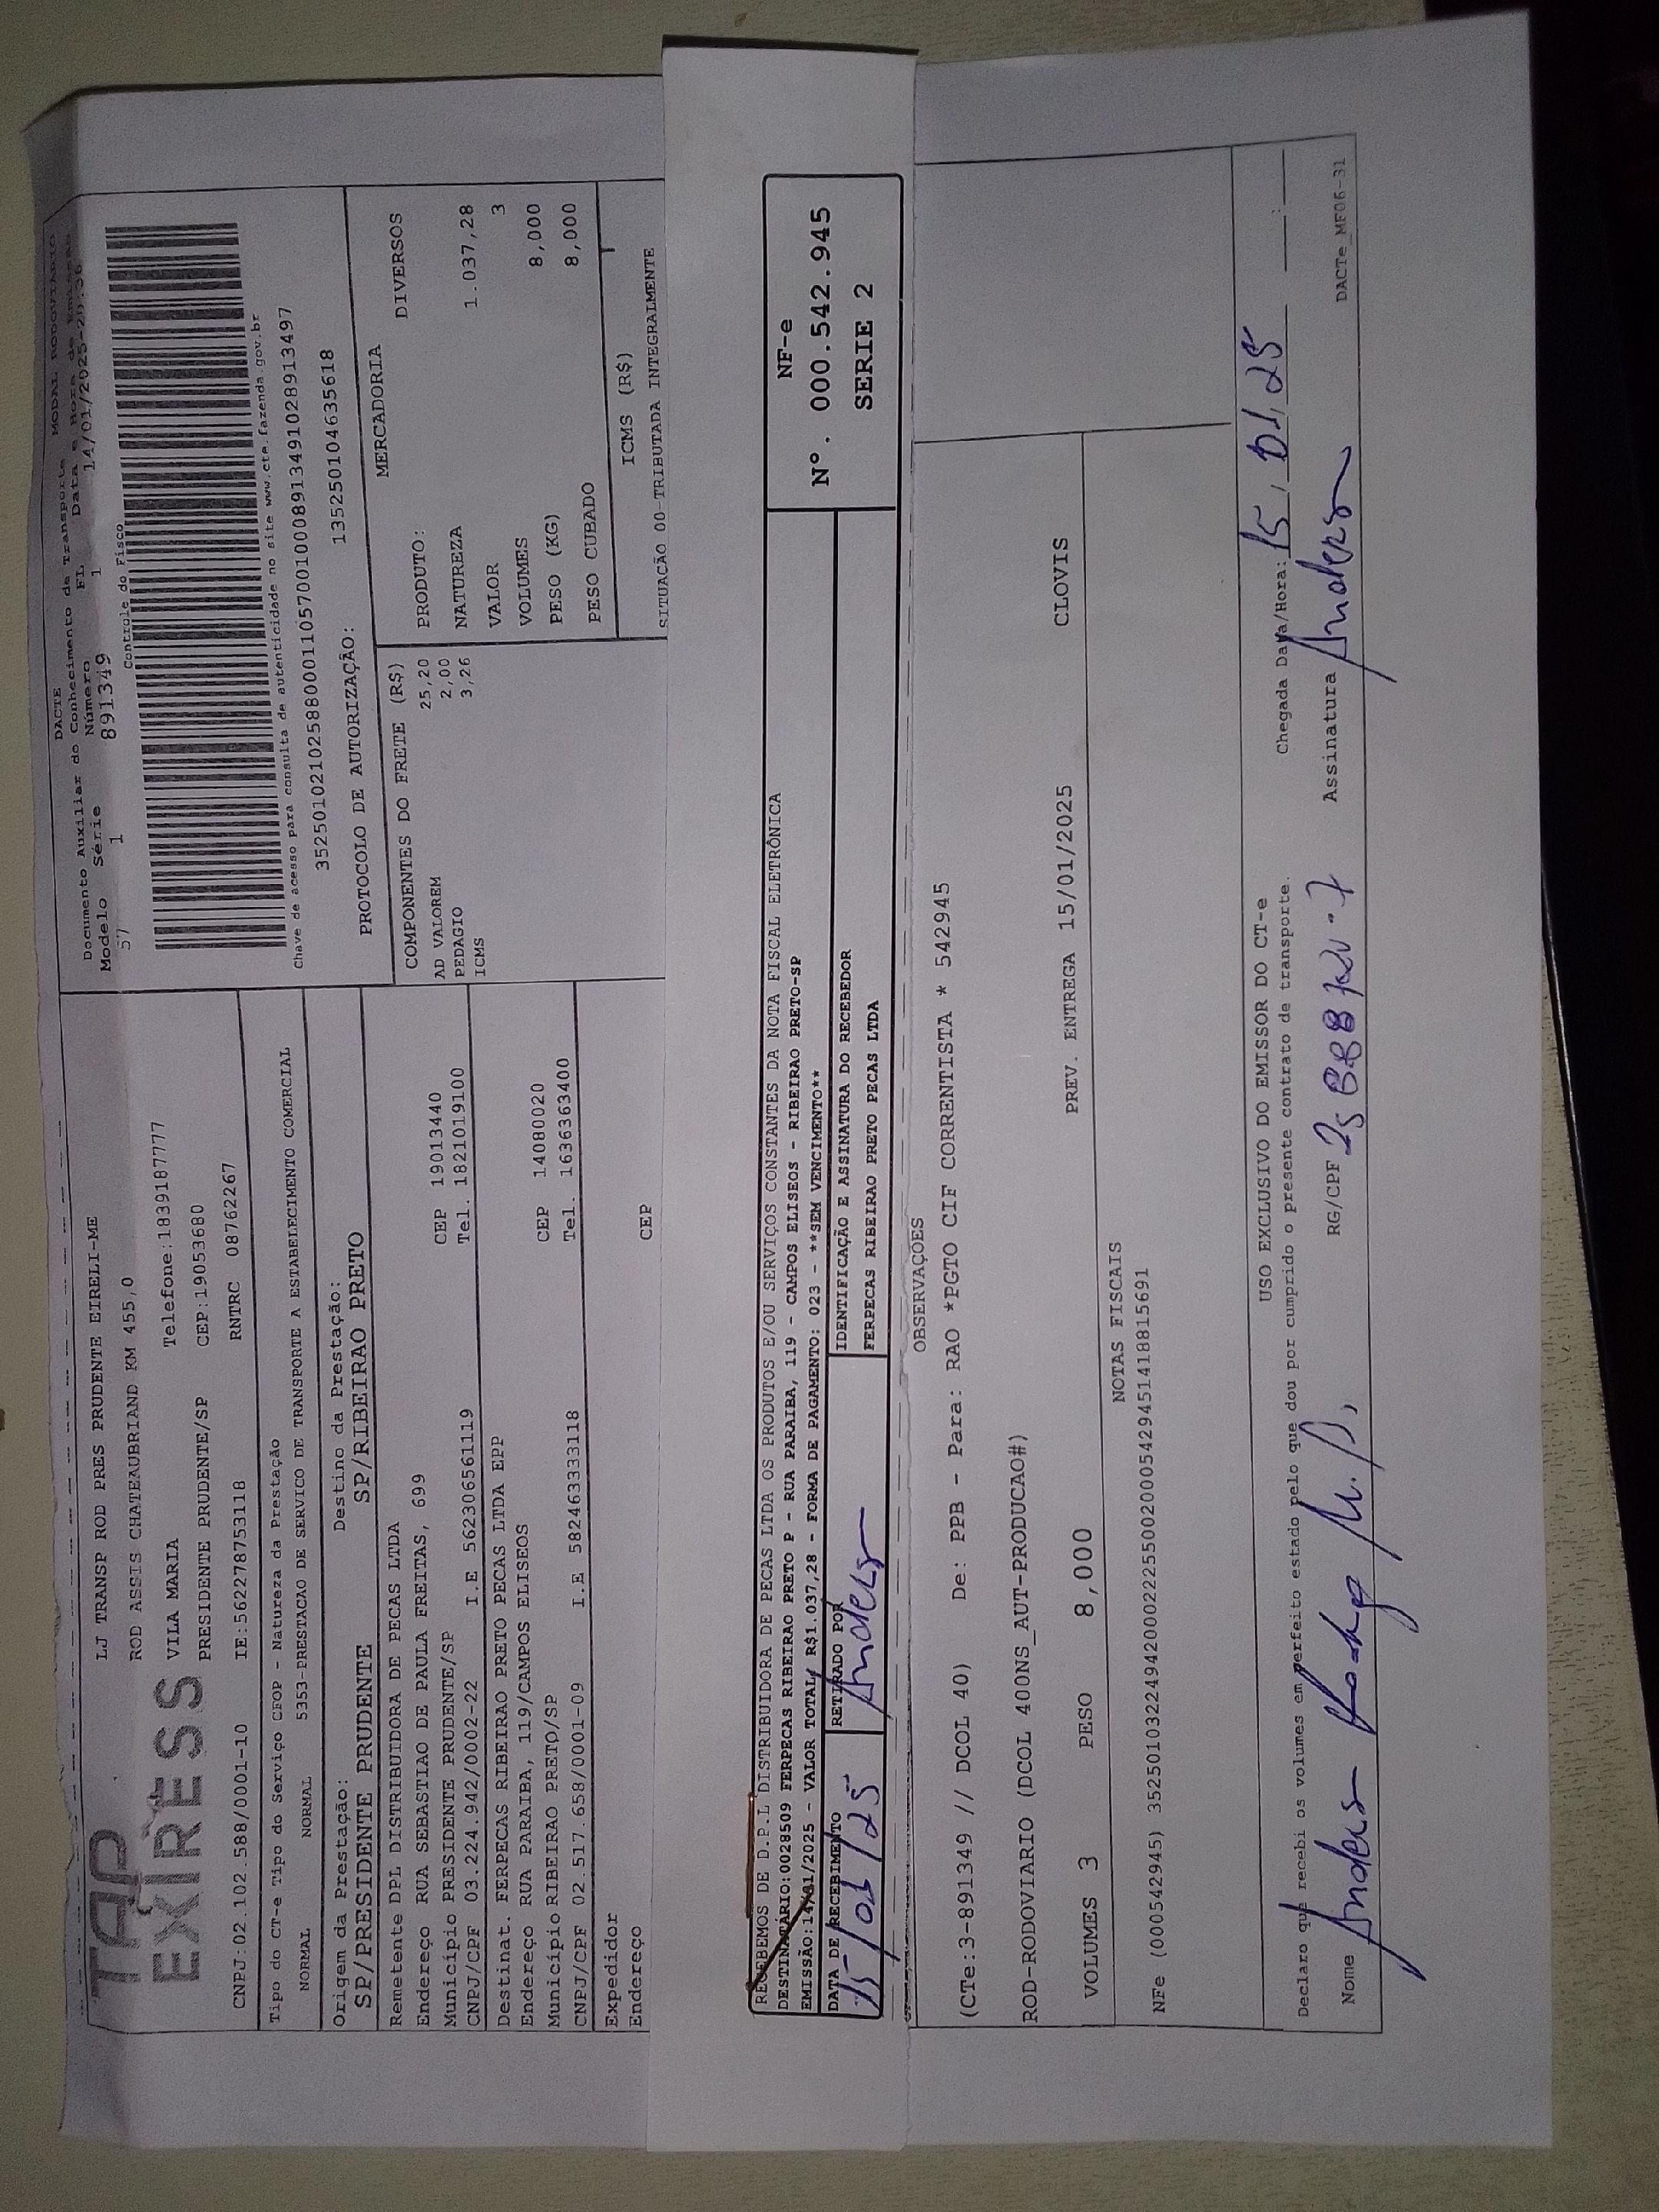 DACTE MODAL RODOVIARIO
Documento Auxiliar do Conhecimento de Transporte
Modelo Série Número FL Data e Hora de Emissão
57 1 891349 1 14/01/2025-20:36
Controle do Fisco
Chave de acesso para consulta de autenticidade no site www.cte.fazenda.gov.br
35250102102588000110570010008913491028913497
PROTOCOLO DE AUTORIZAÇÃO: 135250104635618
TAP
EXPRESS
LJ TRANSP ROD PRES PRUDENTE EIRELI-ME
ROD ASSIS CHATEAUBRIAND KM 455,0
VILA MARIA Telefone:1839187777
PRESIDENTE PRUDENTE/SP CEP:19053680
CNPJ:02.102.588/0001-10 IE:562278753118 RNTRC 08762267
Tipo do CT-e Tipo do Serviço CFOP - Natureza da Prestação
NORMAL NORMAL 5353-PRESTACAO DE SERVICO DE TRANSPORTE A ESTABELECIMENTO COMERCIAL
Origem da Prestação: Destino da Prestação:
SP/PRESIDENTE PRUDENTE SP/RIBEIRAO PRETO
Remetente DPL DISTRIBUIDORA DE PECAS LTDA
Endereço RUA SEBASTIAO DE PAULA FREITAS, 699 CEP 19013440
Município PRESIDENTE PRUDENTE/SP Tel. 1821019100
CNPJ/CPF 03.224.942/0002-22 I.E 562306561119
Destinat. FERPECAS RIBEIRAO PRETO PECAS LTDA EPP
Endereço RUA PARAIBA, 119/CAMPOS ELISEOS CEP 14080020
Município RIBEIRAO PRETO/SP Tel. 1636363400
CNPJ/CPF 02.517.658/0001-09 I.E 582463333118
Expedidor
Endereço CEP
COMPONENTES DO FRETE (R$)
AD VALOREM 25,20
PEDAGIO 2,00
ICMS 3,26
MERCADORIA
PRODUTO: DIVERSOS
NATUREZA
VALOR 1.037,28
VOLUMES 3
PESO (KG) 8,000
PESO CUBADO 8,000
ICMS (R$)
SITUAÇÃO 00-TRIBUTADA INTEGRALMENTE
RECEBEMOS DE D.P.L DISTRIBUIDORA DE PECAS LTDA OS PRODUTOS E/OU SERVIÇOS CONSTANTES DA NOTA FISCAL ELETRÔNICA
DESTINATÁRIO:0028509 FERPECAS RIBEIRAO PRETO P - RUA PARAIBA, 119 - CAMPOS ELISEOS - RIBEIRAO PRETO-SP
EMISSÃO:14/01/2025 - VALOR TOTAL: R$1.037,28 - FORMA DE PAGAMENTO: 023 - **SEM VENCIMENTO**
DATA DE RECEBIMENTO RETIRADO POR IDENTIFICAÇÃO E ASSINATURA DO RECEBEDOR
15/01/25 Anderson FERPECAS RIBEIRAO PRETO PECAS LTDA
NF-e
Nº. 000.542.945
SERIE 2
OBSERVAÇÕES
(CTe:3-891349 // DCOL 40) De: PPB - Para: RAO *PGTO CIF CORRENTISTA * 542945
ROD-RODOVIARIO (DCOL 400NS_AUT-PRODUCAO#)
PREV. ENTREGA 15/01/2025 CLOVIS
VOLUMES 3 PESO 8,000
NOTAS FISCAIS
NFe (000542945) 35250103224942000222550020005429451418815691
USO EXCLUSIVO DO EMISSOR DO CT-e
Declaro que recebi os volumes em perfeito estado pelo que dou por cumprido o presente contrato de transporte. Chegada Data/Hora: 15/01/25 __:__
Nome Anderson RG/CPF Assinatura Anderson
DACTe_MF06-31